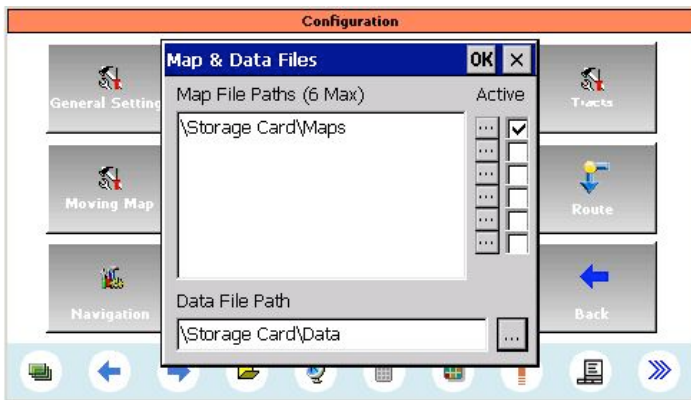 Configuration
Map & Data Files OK
General Setting
Map File Paths (6 Max) Active
\Storage Card\Maps
Tracts
Moving Map
Route
Navigation
Data File Path
Back
\Storage Card\Data